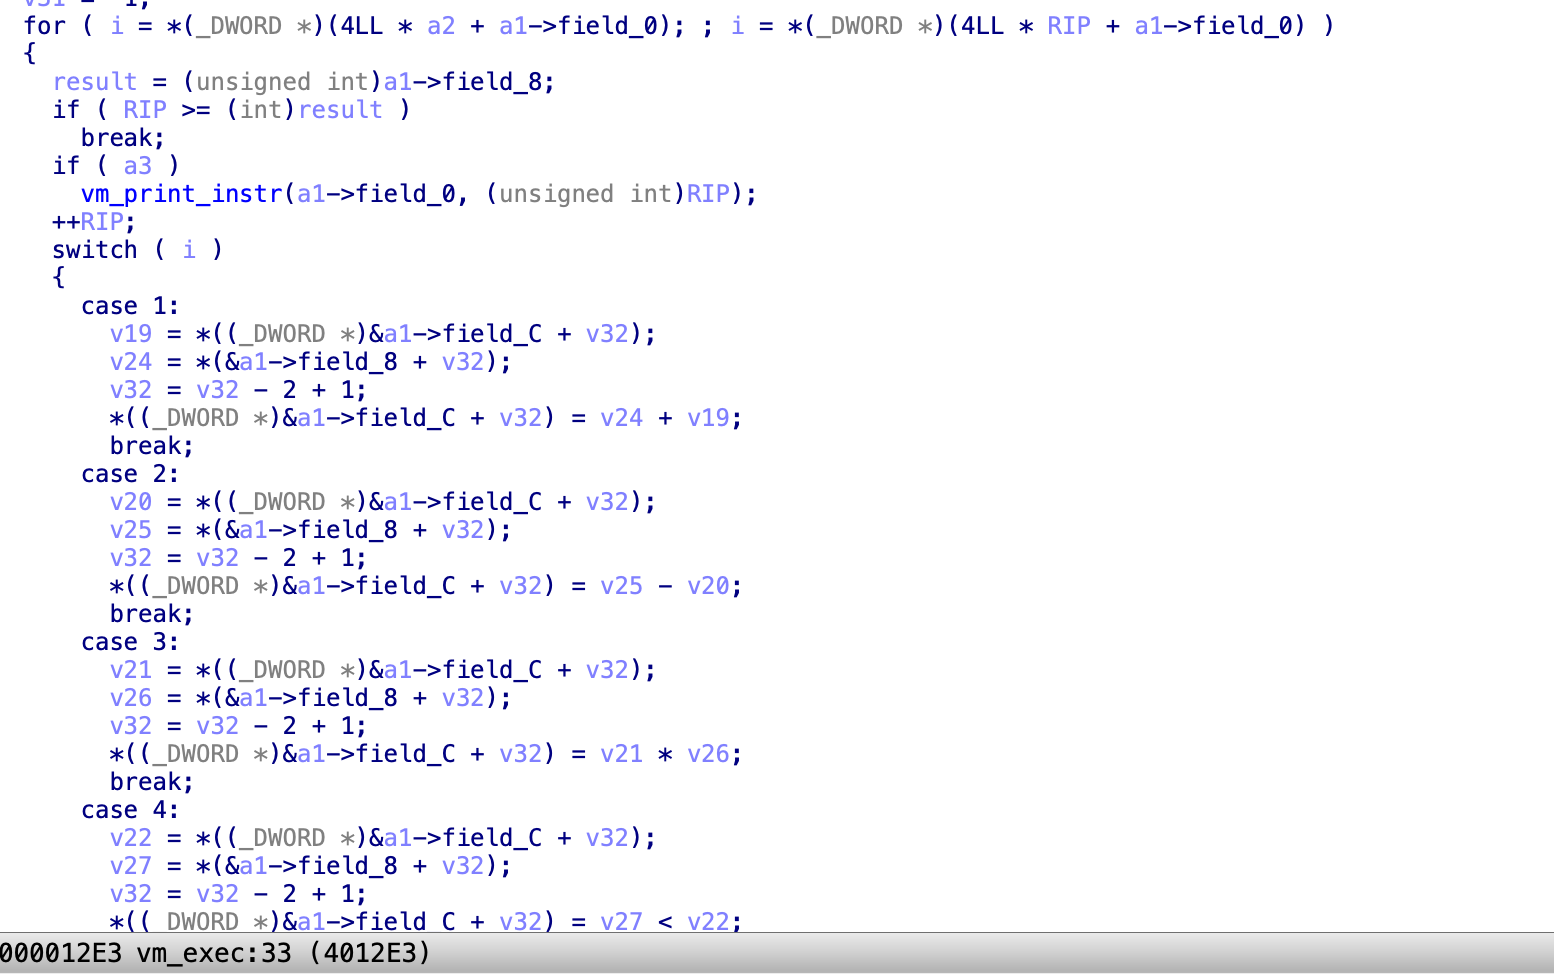 for ( i = *(_DWORD *)(4LL * a2 + a1->field_0); ; i = *(_DWORD *)(4LL * RIP + a1->field_0) )
{
result = (unsigned int)a1->field_8;
if ( RIP >= (int)result )
break;
if ( a3 )
vm_print_instr(a1->field_0, (unsigned int)RIP);
++RIP;
switch ( i )
{
case 1:
v19 = *((_DWORD *)&a1->field_C + v32);
v24 = *(&a1->field_8 + v32);
v32 = v32 - 2 + 1;
*((_DWORD *)&a1->field_C + v32) = v24 + v19;
break;
case 2:
v20 = *((_DWORD *)&a1->field_C + v32);
v25 = *(&a1->field_8 + v32);
v32 = v32 - 2 + 1;
*((_DWORD *)&a1->field_C + v32) = v25 - v20;
break;
case 3:
v21 = *((_DWORD *)&a1->field_C + v32);
v26 = *(&a1->field_8 + v32);
v32 = v32 - 2 + 1;
*((_DWORD *)&a1->field_C + v32) = v21 * v26;
break;
case 4:
v22 = *((_DWORD *)&a1->field_C + v32);
v27 = *(&a1->field_8 + v32);
v32 = v32 - 2 + 1;
*((_DWORD *)&a1->field_C + v32) = v27 < v22;
000012E3 vm_exec:33 (4012E3)